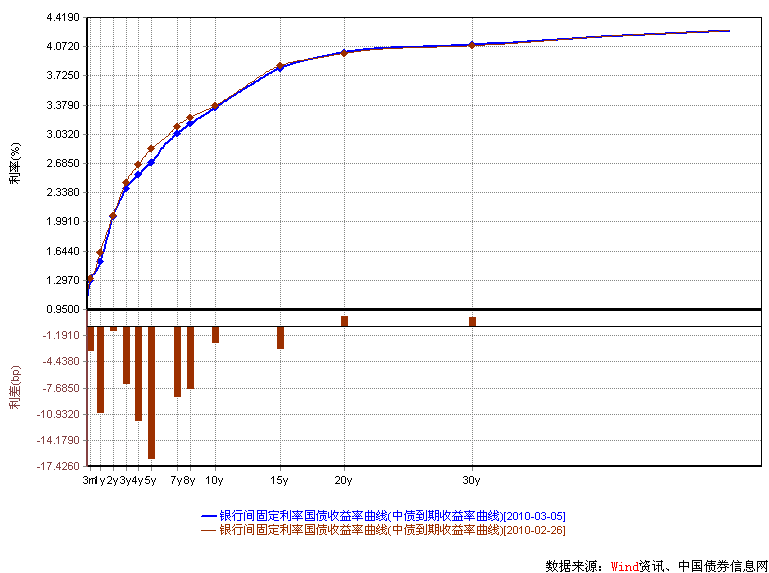 4.4190
4.0720
3.7250
3.3790
3.0320
2.6850
2.3380
1.9910
1.6440
1.2970
0.9500
利率(%)
-1.1910
-4.4380
-7.6850
-10.9320
-14.1790
-17.4260
利差(bp)
3m 1y 2y 3y 4y 5y 7y 8y 10y 15y 20y 30y
银行间固定利率国债收益率曲线(中债到期收益率曲线)[2010-03-05]
银行间固定利率国债收益率曲线(中债到期收益率曲线)[2010-02-26]
数据来源：Wind资讯、中国债券信息网